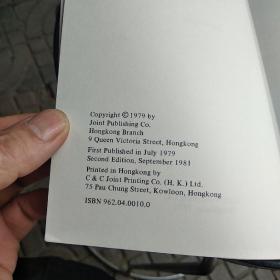 Copyright © 1979 by
Joint Publishing Co.
Hongkong Branch
9 Queen Victoria Street, Hongkong
First Published in July 1979
Second Edition, September 1981
Printed in Hongkong by
C & C Joint Printing Co. (H. K.) Ltd.
75 Pau Chung Street, Kowloon, Hongkong
ISBN 962.04.0010.0